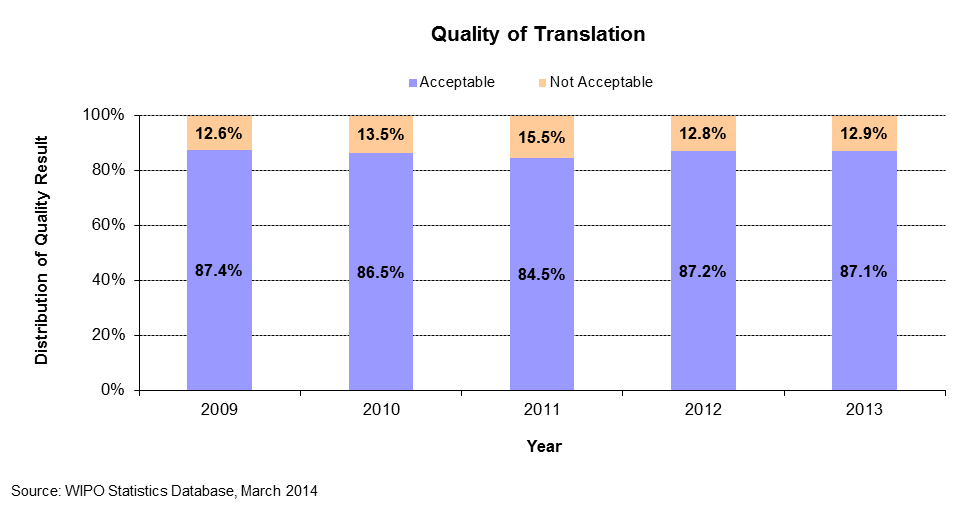 Quality of Translation
Acceptable Not Acceptable
100%
80%
60%
40%
20%
0%
Distribution of Quality Result
12.6% 13.5% 15.5% 12.8% 12.9%
87.4% 86.5% 84.5% 87.2% 87.1%
2009 2010 2011 2012 2013
Year
Source: WIPO Statistics Database, March 2014